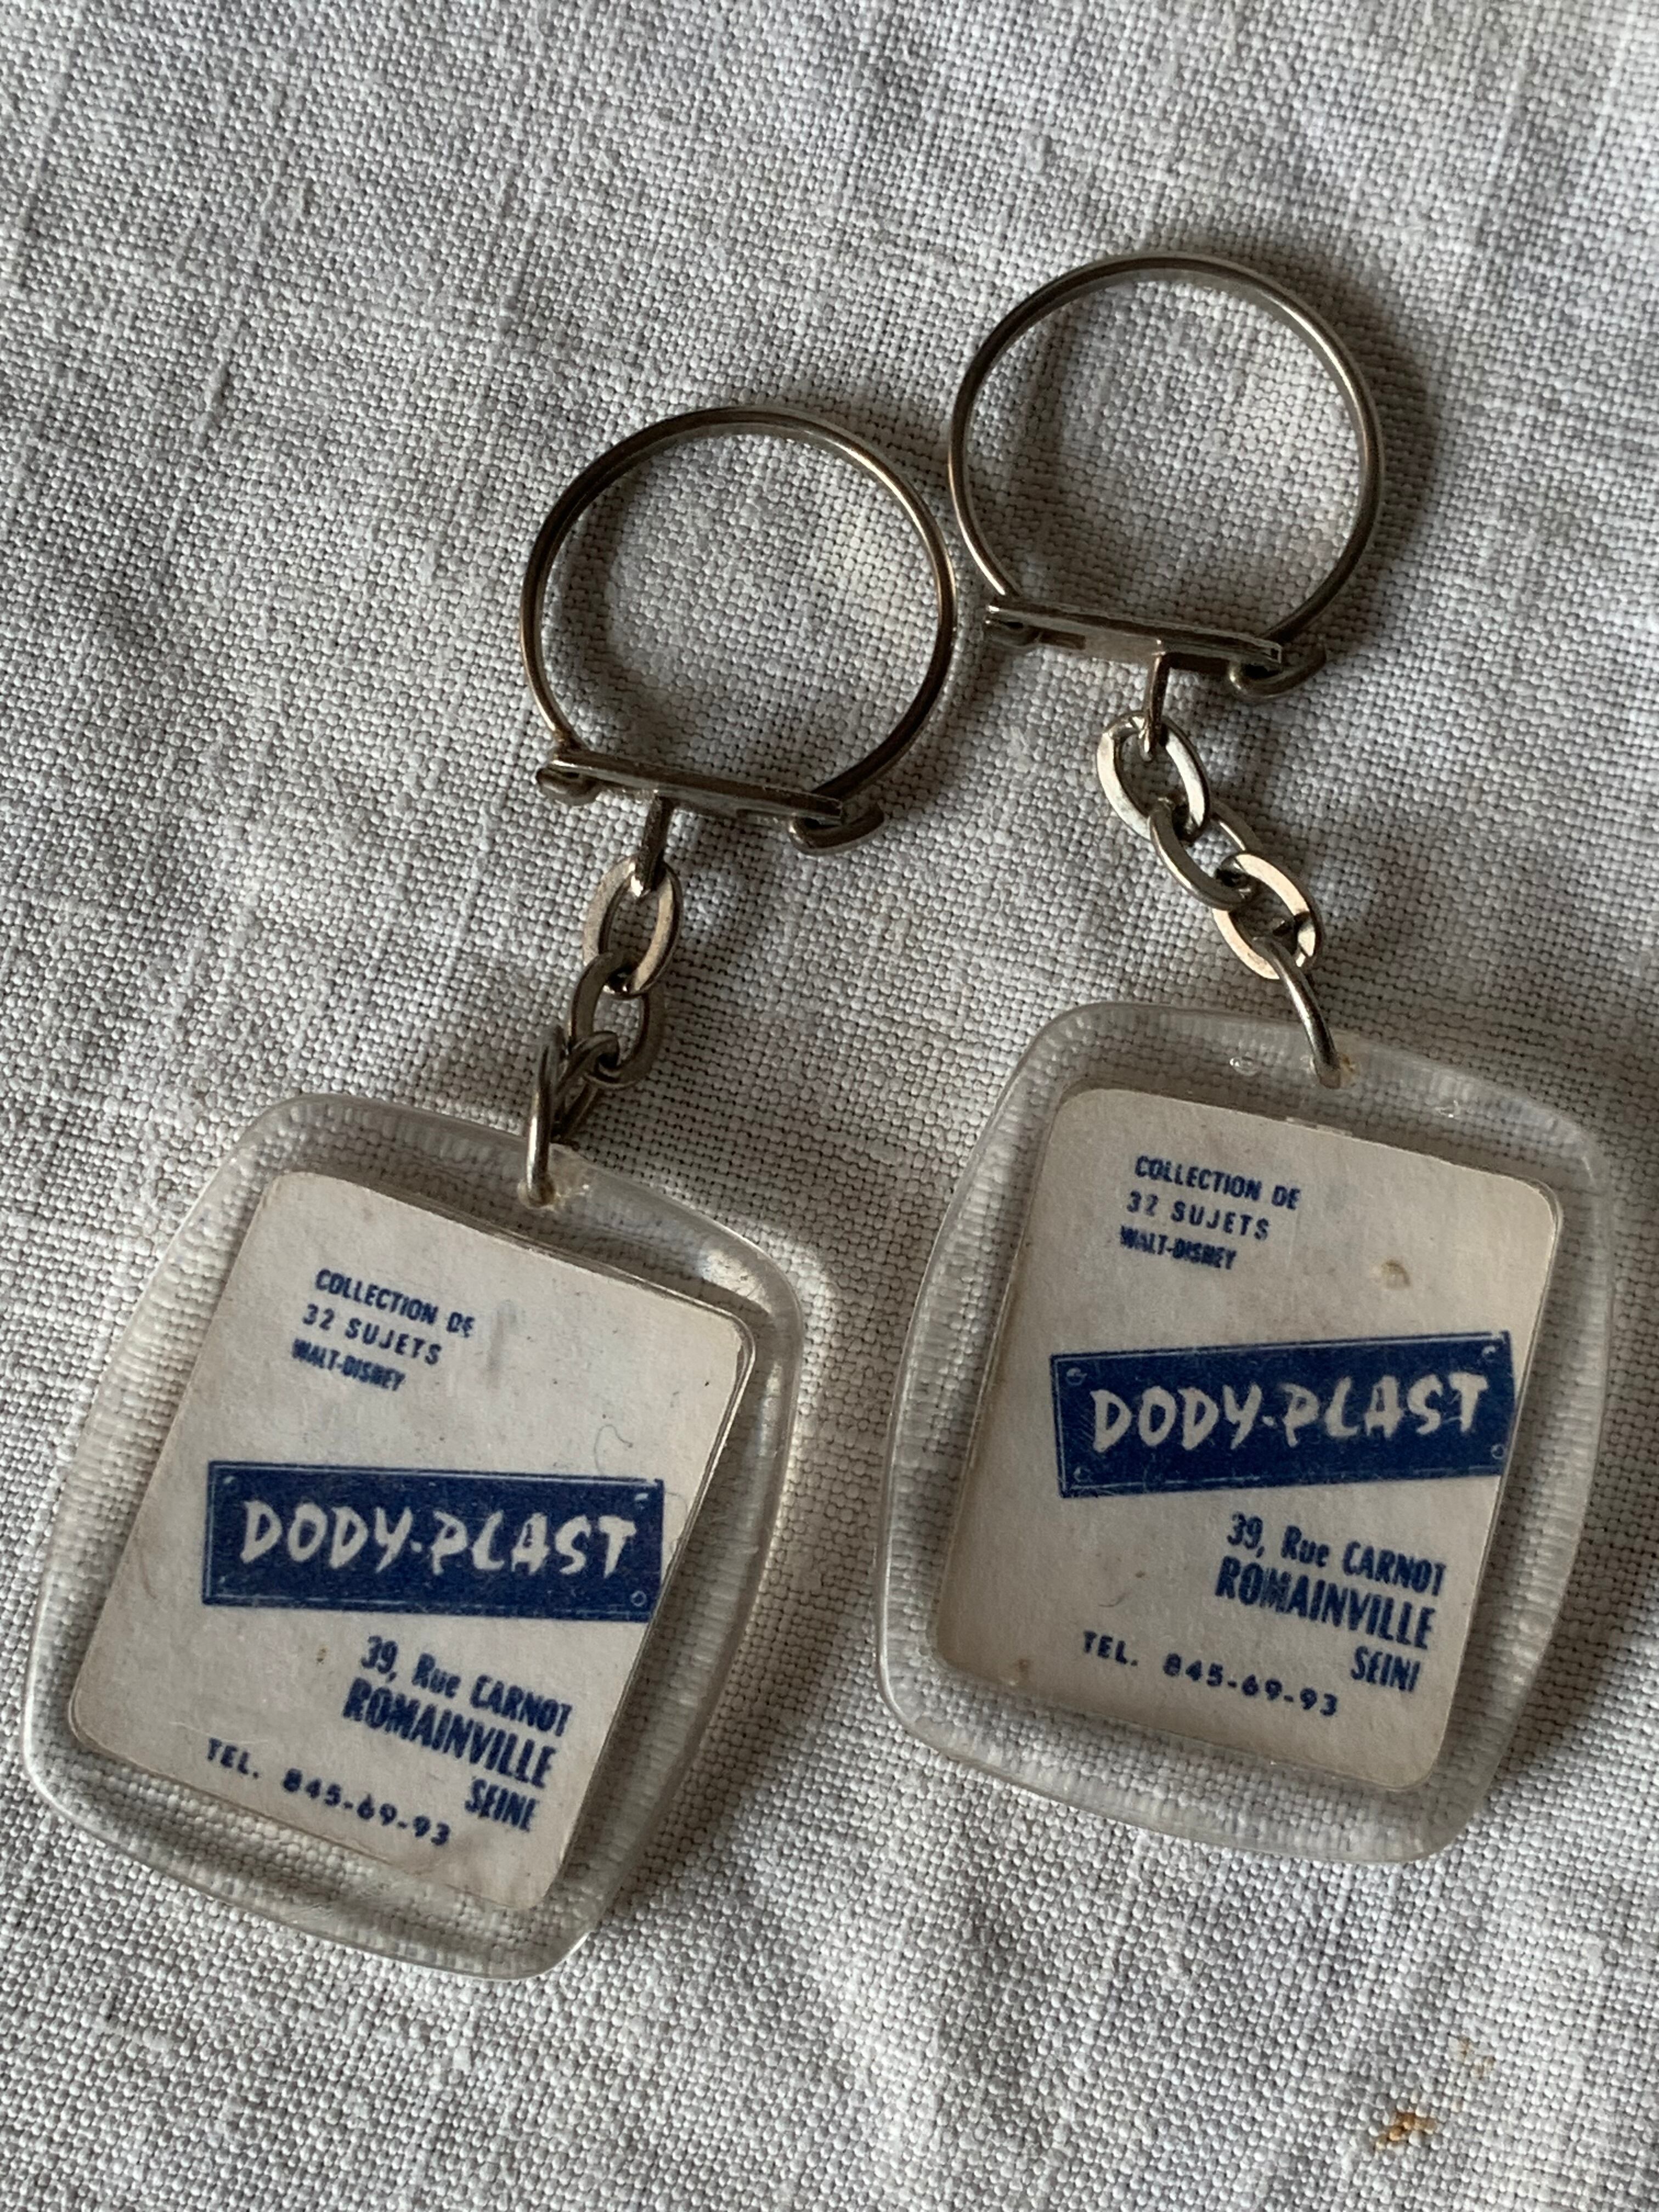 COLLECTION DE
32 SUJETS
WALT-DISNEY
DODY-PLAST
39, Rue CARNOT
ROMAINVILLE
SEINE
TEL. 845-69-93
COLLECTION DE
32 SUJETS
WALT-DISNEY
DODY-PLAST
39, Rue CARNOT
ROMAINVILLE
SEINE
TEL. 845-69-93